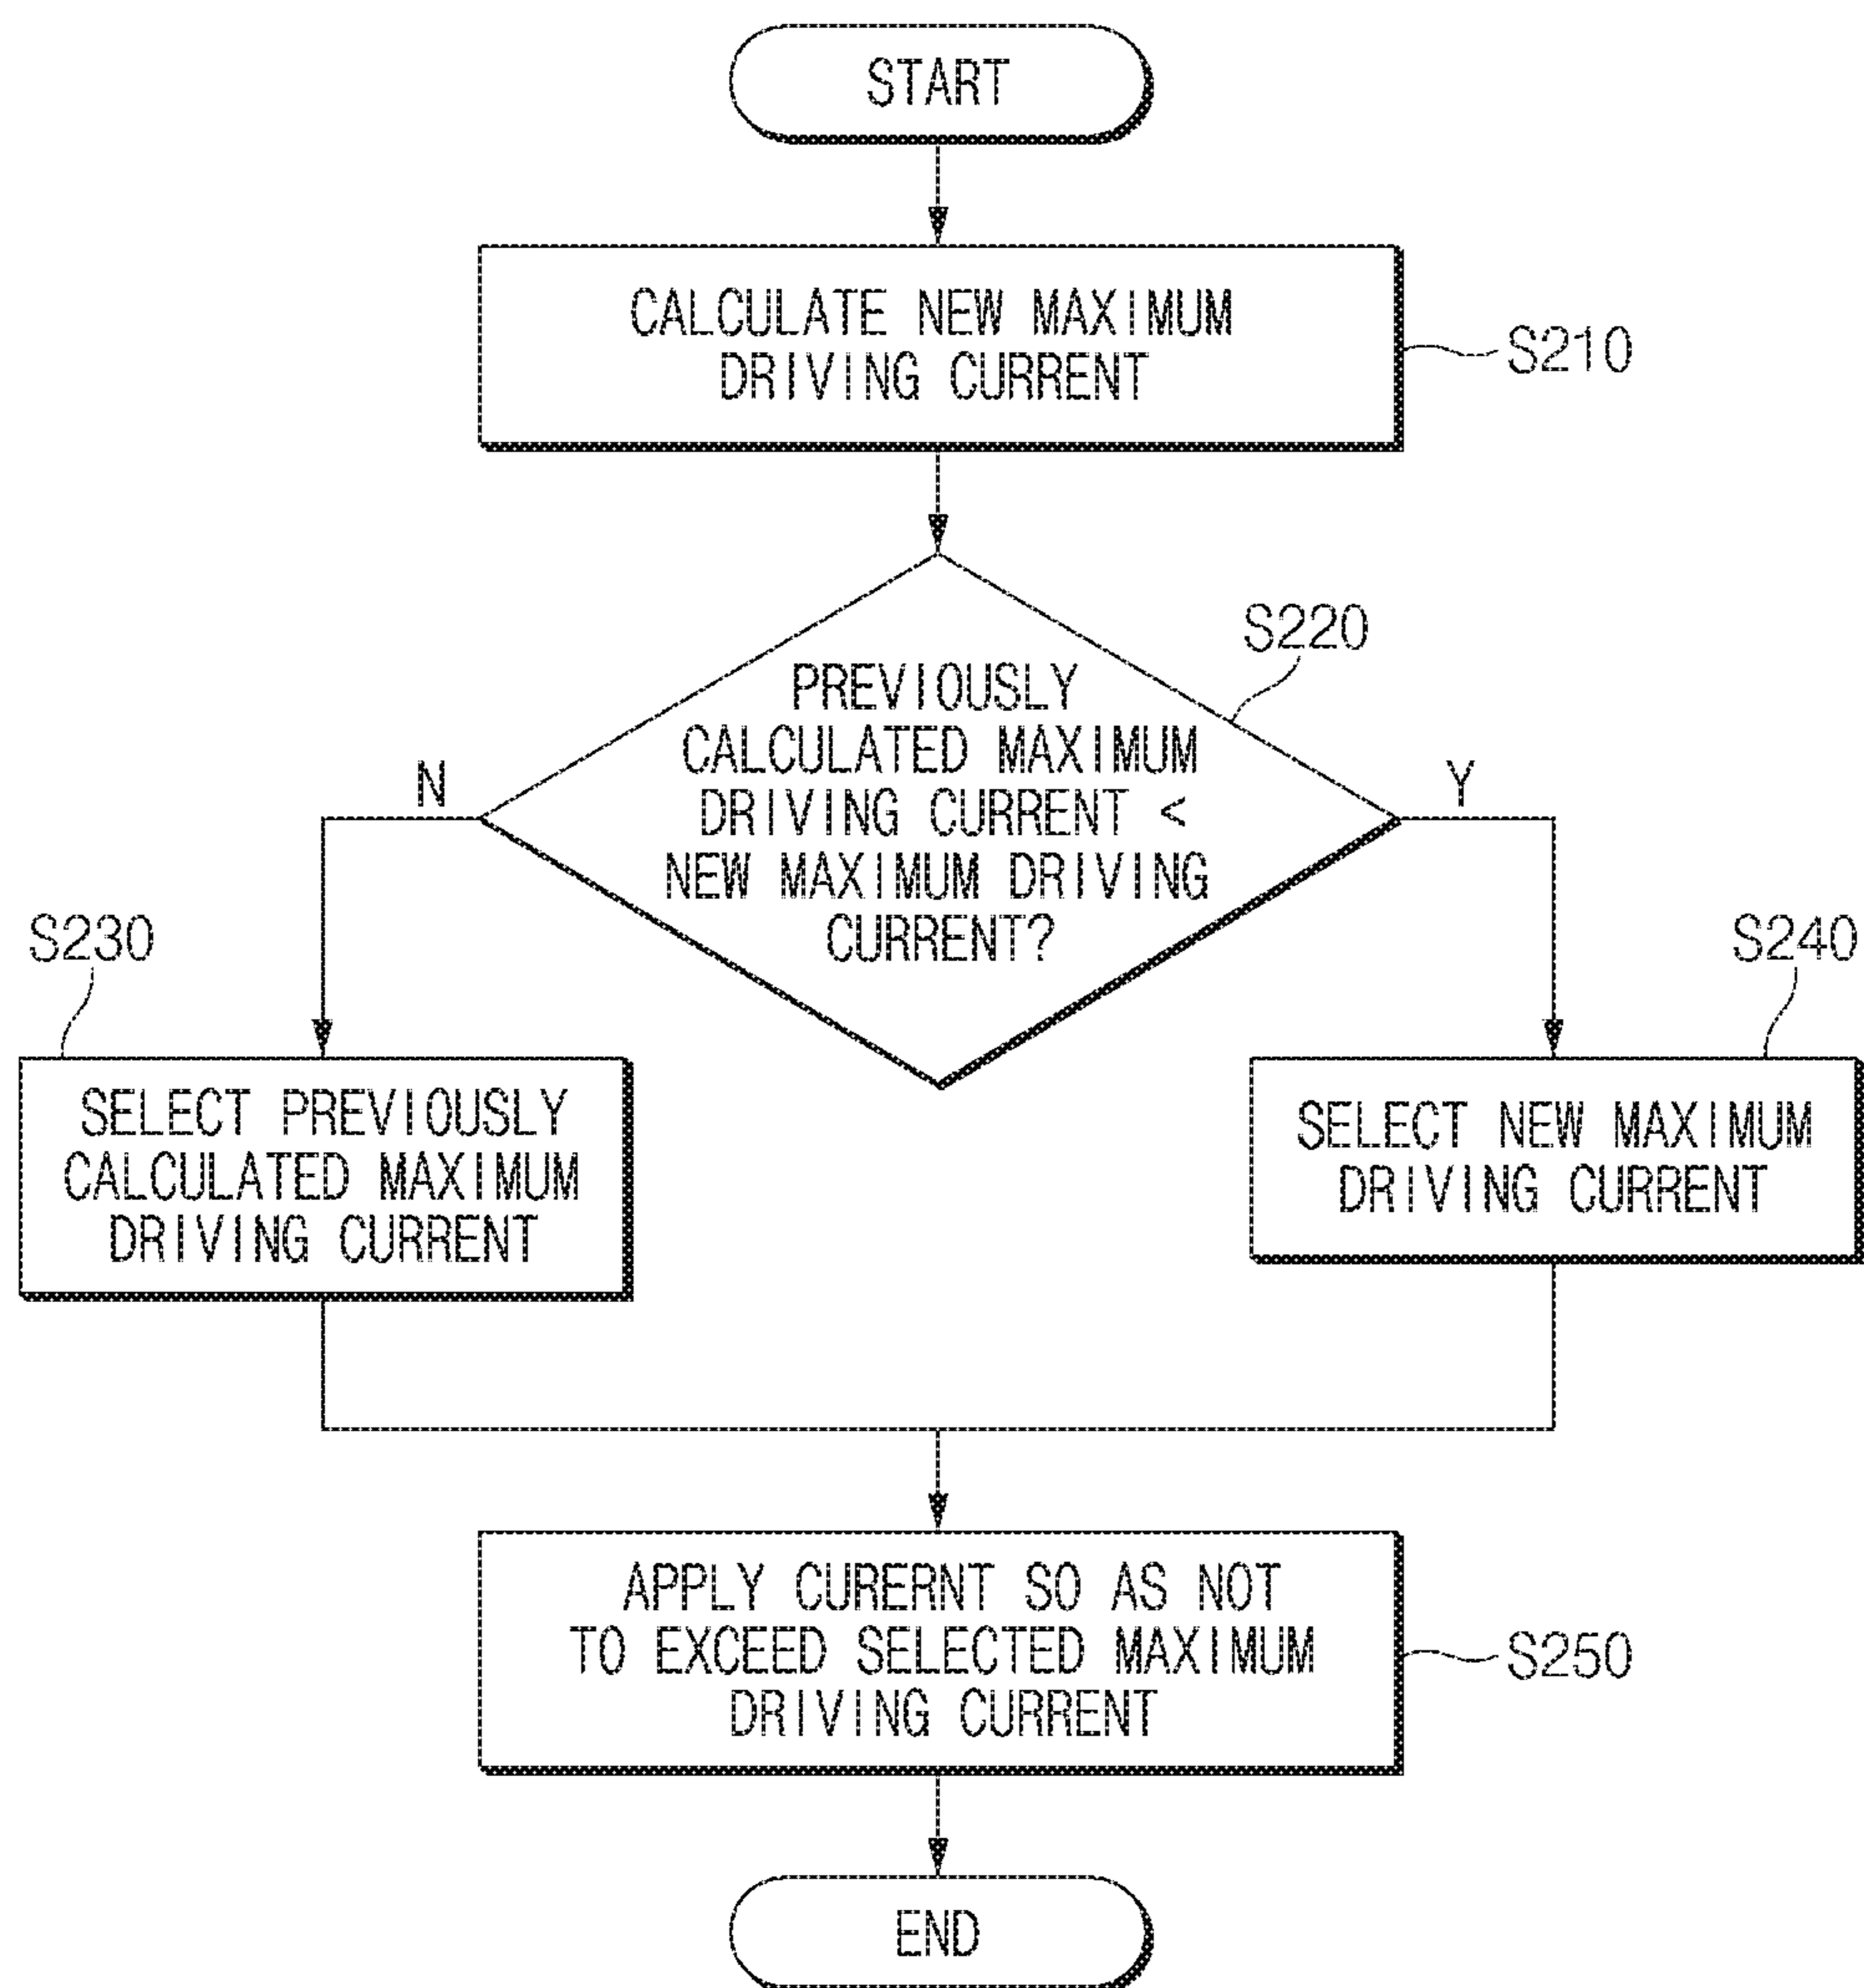 START
CALCULATE NEW MAXIMUM
DRIVING CURRENT
S210
S220
PREVIOUSLY
CALCULATED MAXIMUM
DRIVING CURRENT <
NEW MAXIMUM DRIVING
CURRENT?
N
Y
S230
SELECT PREVIOUSLY
CALCULATED MAXIMUM
DRIVING CURRENT
S240
SELECT NEW MAXIMUM
DRIVING CURRENT
APPLY CURERNT SO AS NOT
TO EXCEED SELECTED MAXIMUM
DRIVING CURRENT
S250
END